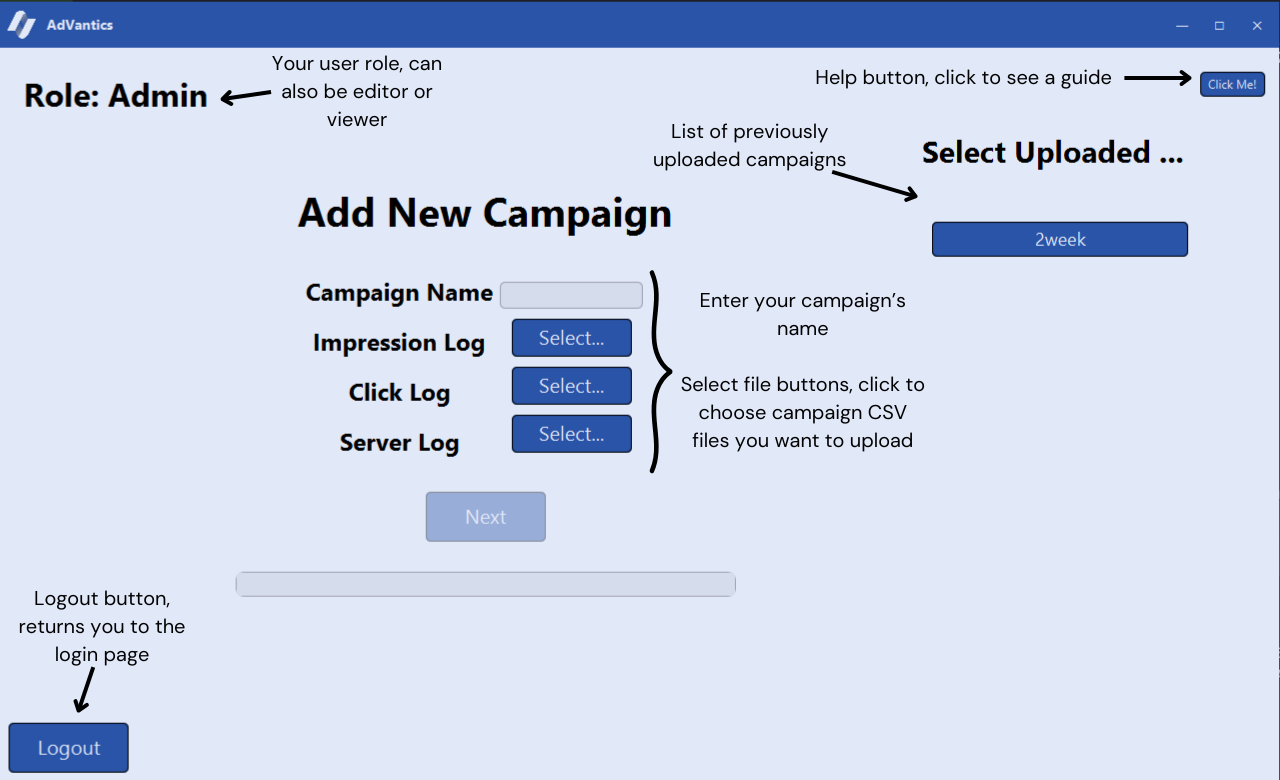 AdVantics
Your user role, can
also be editor or
viewer
Role: Admin
Help button, click to see a guide
Click Me!
List of previously
uploaded campaigns
Select Uploaded ...
2week
Add New Campaign
Campaign Name
Impression Log
Select...
Click Log
Select...
Server Log
Select...
Enter your campaign’s
name
Select file buttons, click to
choose campaign CSV
files you want to upload
Next
Logout button,
returns you to the
login page
Logout